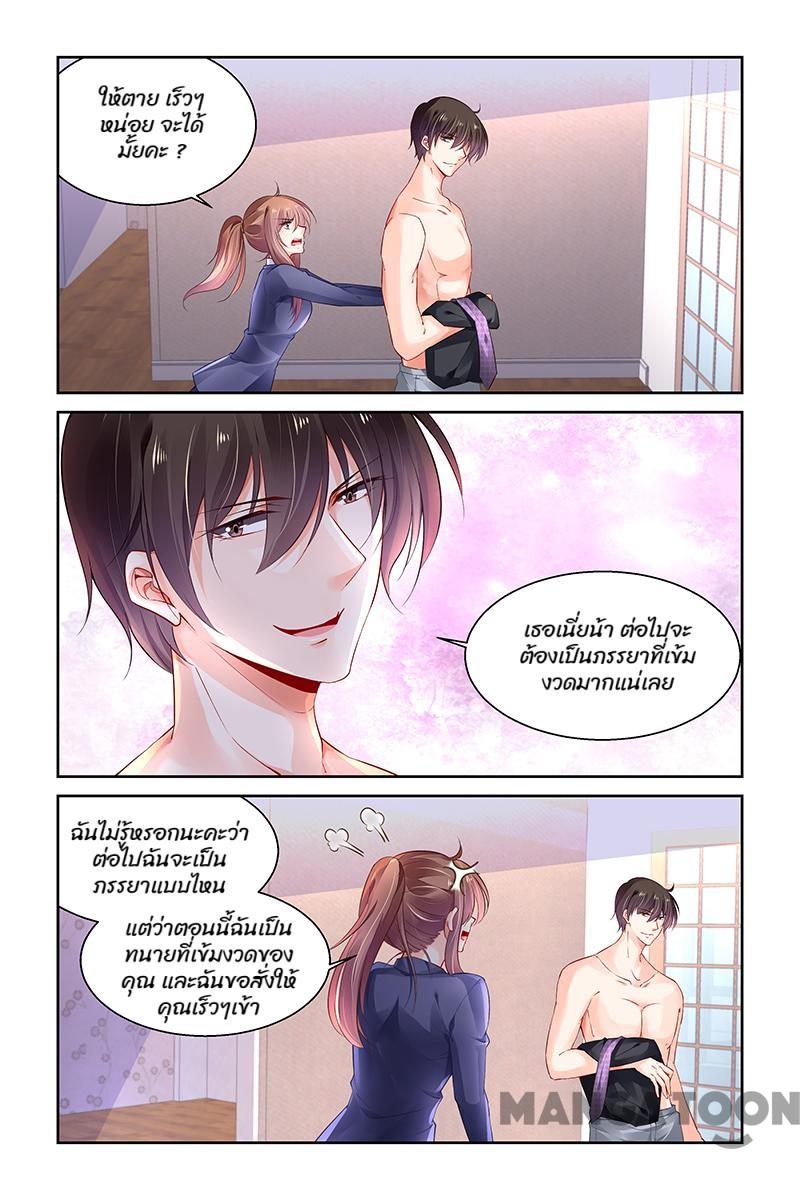 ให้ตาย เร็วๆ
หน่อย จะได้
มั้ยคะ ?
เธอเนี่ยน้า ต่อไปจะ
ต้องเป็นภรรยาที่เข้ม
งวดมากแน่เลย
ฉันไม่รู้หรอกนะคะว่า
ต่อไปฉันจะเป็น
ภรรยาแบบไหน
แต่ว่าตอนนี้ฉันเป็น
ทนายที่เข้มงวดของ
คุณ และฉันขอสั่งให้
คุณเร็วๆเข้า
MANGATOON